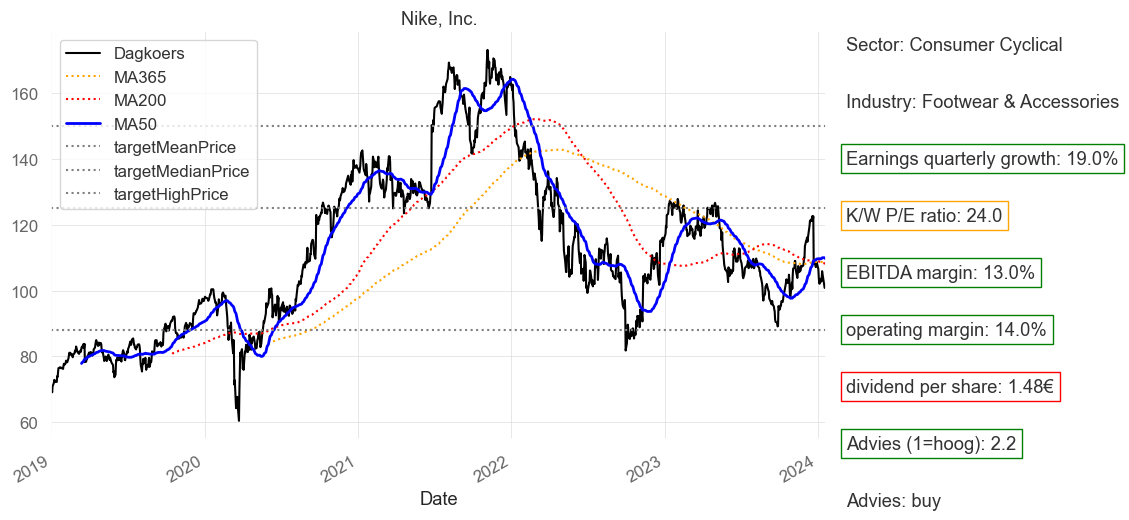 Nike, Inc.
Dagkoers
MA365
MA200
MA50
targetMeanPrice
targetMedianPrice
targetHighPrice
160
140
120
100
80
60
2019
2020
2021
2022
2023
2024
Date
Sector: Consumer Cyclical
Industry: Footwear & Accessories
Earnings quarterly growth: 19.0%
K/W P/E ratio: 24.0
EBITDA margin: 13.0%
operating margin: 14.0%
dividend per share: 1.48€
Advies (1=hoog): 2.2
Advies: buy